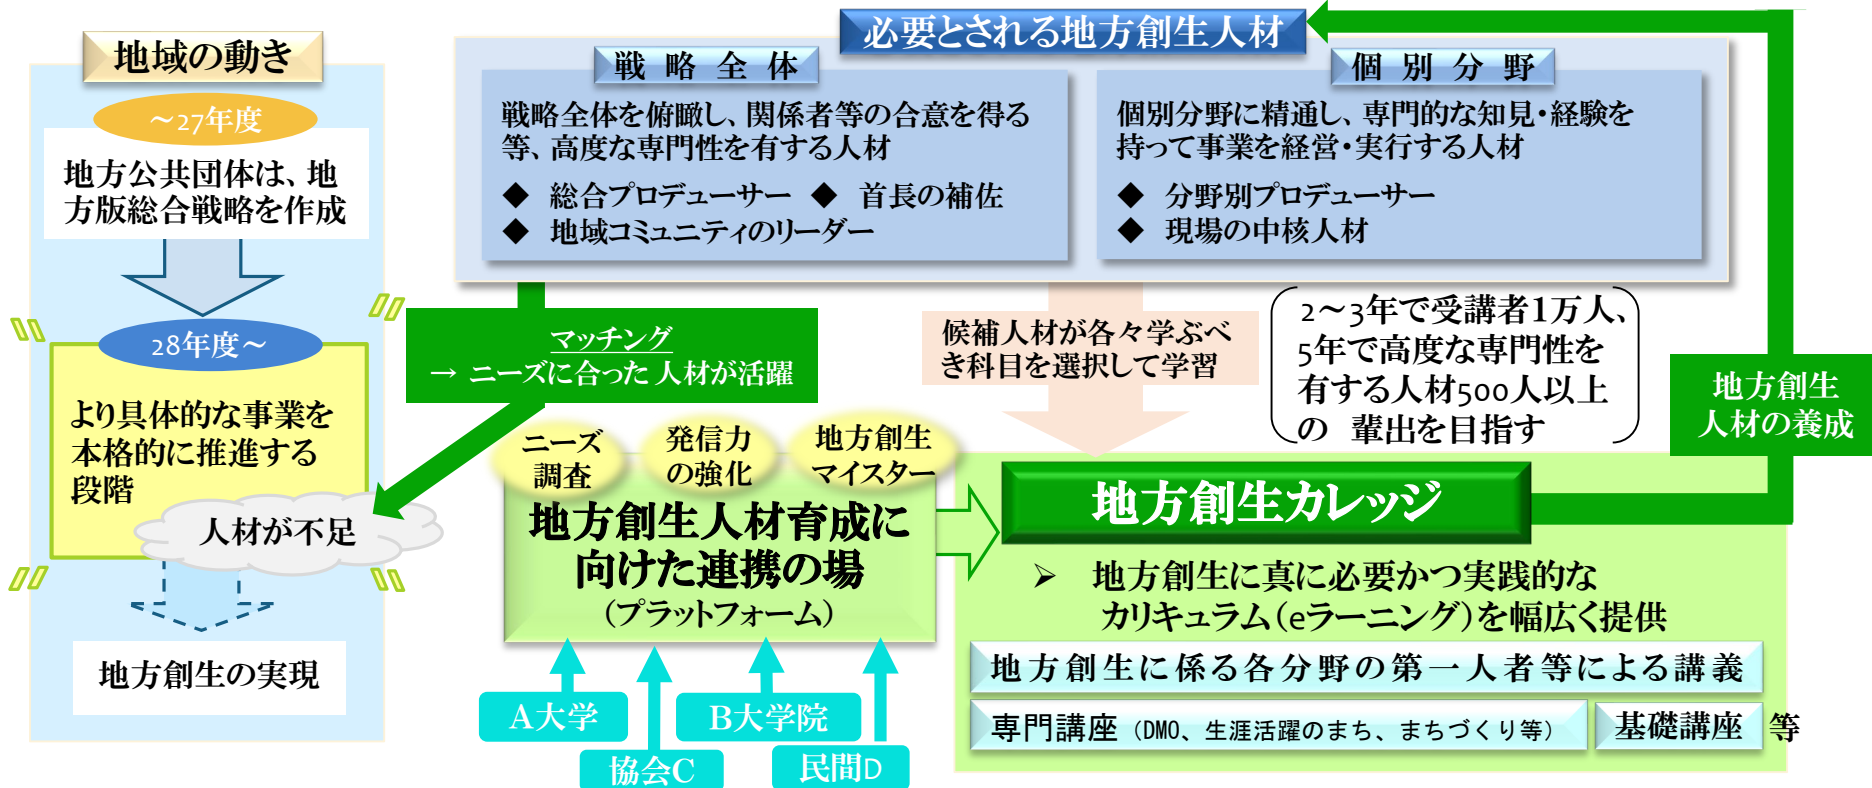 地域の動き
～27年度
地方公共団体は、地
方版総合戦略を作成
28年度～
より具体的な事業を
本格的に推進する
段階
人材が不足
地方創生の実現
必要とされる地方創生人材
戦略全体
戦略全体を俯瞰し、関係者等の合意を得る
等、高度な専門性を有する人材
◆ 総合プロデューサー ◆ 首長の補佐
◆ 地域コミュニティのリーダー
個別分野
個別分野に精通し、専門的な知見・経験を
持って事業を経営・実行する人材
◆ 分野別プロデューサー
◆ 現場の中核人材
マッチング
→ ニーズに合った 人材が活躍
候補人材が各々学ぶべ
き科目を選択して学習
2～3年で受講者1万人、
5年で高度な専門性を
有する人材500人以上
の 輩出を目指す
地方創生
人材の養成
ニーズ
調査
発信力
の強化
地方創生
マイスター
地方創生人材育成に
向けた連携の場
（プラットフォーム）
A大学
協会C
B大学院
民間D
地方創生カレッジ
➢ 地方創生に真に必要かつ実践的な
カリキュラム（eラーニング）を幅広く提供
地方創生に係る各分野の第一人者等による講義
専門講座（DMO、生涯活躍のまち、まちづくり等）
基礎講座 等